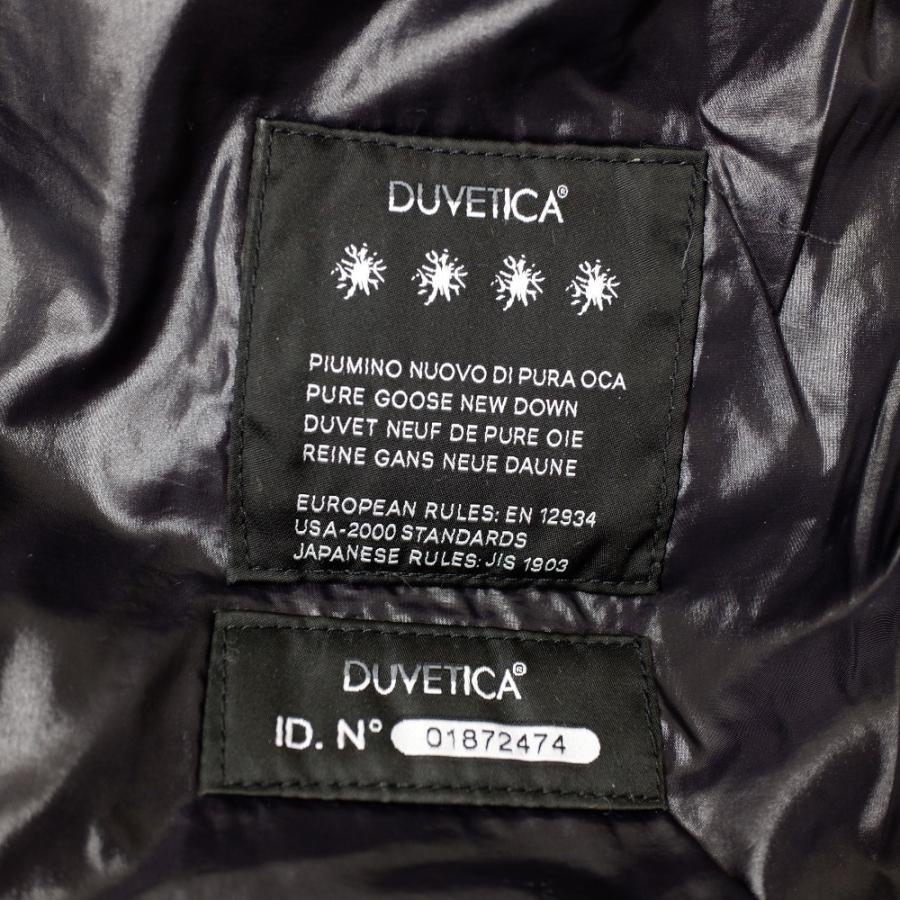 DUVETICA®
PIUMINO NUOVO DI PURA OCA
PURE GOOSE NEW DOWN
DUVET NEUF DE PURE OIE
REINE GANS NEUE DAUNE
EUROPEAN RULES: EN 12934
USA-2000 STANDARDS
JAPANESE RULES: JIS 1903
DUVETICA®
ID. N° 01872474